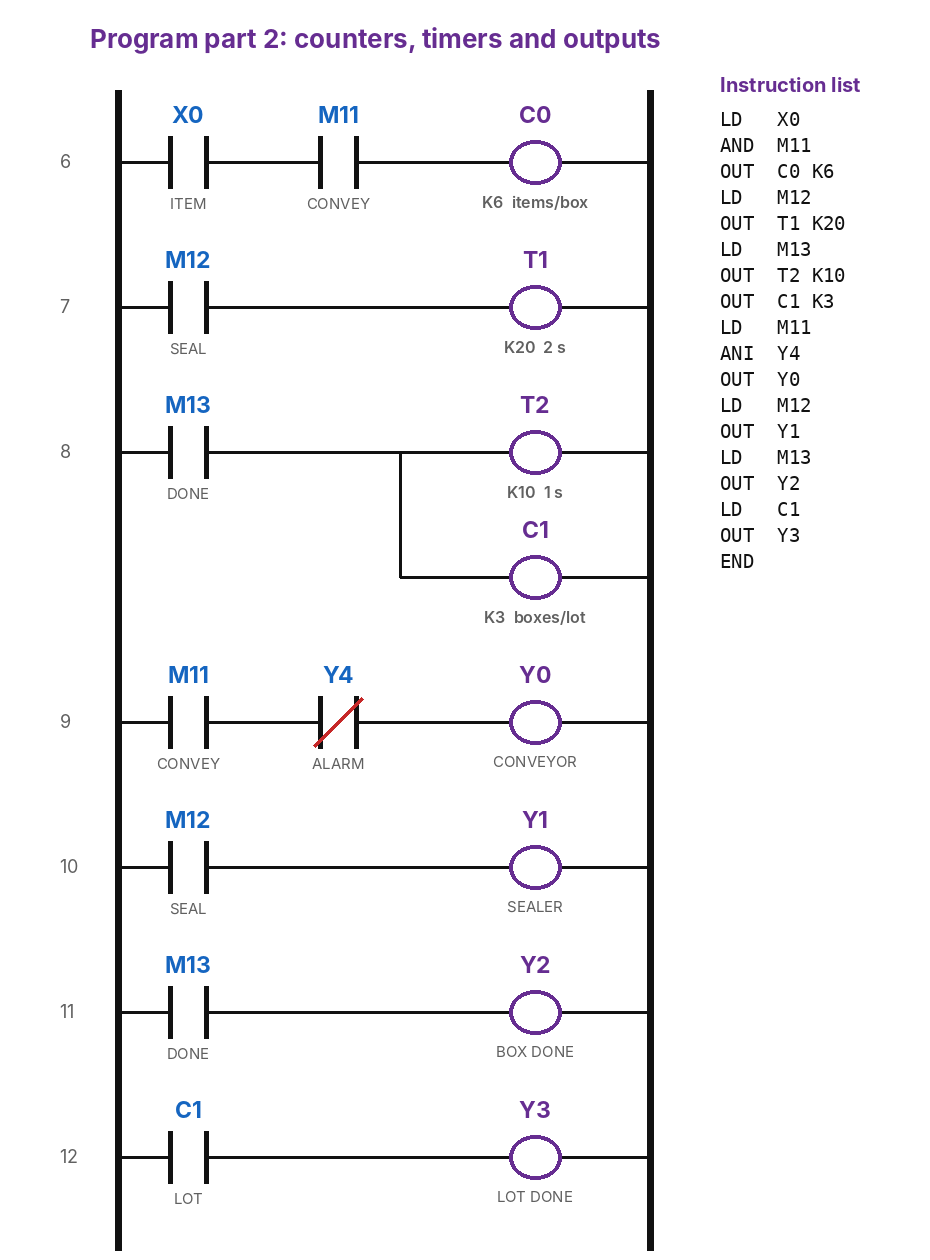 Program part 2: counters, timers and outputs
6
X0 M11 C0
ITEM CONVEY K6 items/box
7
M12 T1
SEAL K20 2 s
8
M13 T2
DONE K10 1 s
C1
K3 boxes/lot
9
M11 Y4 Y0
CONVEY ALARM CONVEYOR
10
M12 Y1
SEAL SEALER
11
M13 Y2
DONE BOX DONE
12
C1 Y3
LOT LOT DONE
Instruction list
LD X0
AND M11
OUT C0 K6
LD M12
OUT T1 K20
LD M13
OUT T2 K10
OUT C1 K3
LD M11
ANI Y4
OUT Y0
LD M12
OUT Y1
LD M13
OUT Y2
LD C1
OUT Y3
END